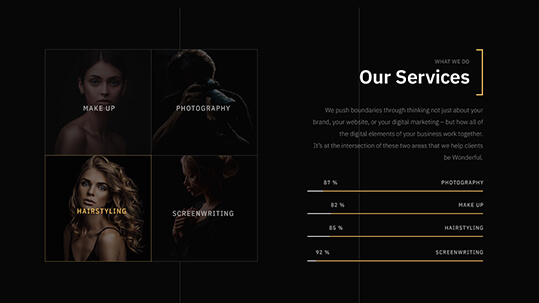 MAKE UP
PHOTOGRAPHY
HAIRSTYLING
SCREENWRITING
WHAT WE DO
Our Services
We push boundaries through thinking not just about your
brand, your website, or your digital marketing – but how all of
the digital elements of your business work together.
It's at the intersection of these two areas that we help clients
be Wonderful.
87 % PHOTOGRAPHY
82 % MAKE UP
85 % HAIRSTYLING
92 % SCREENWRITING